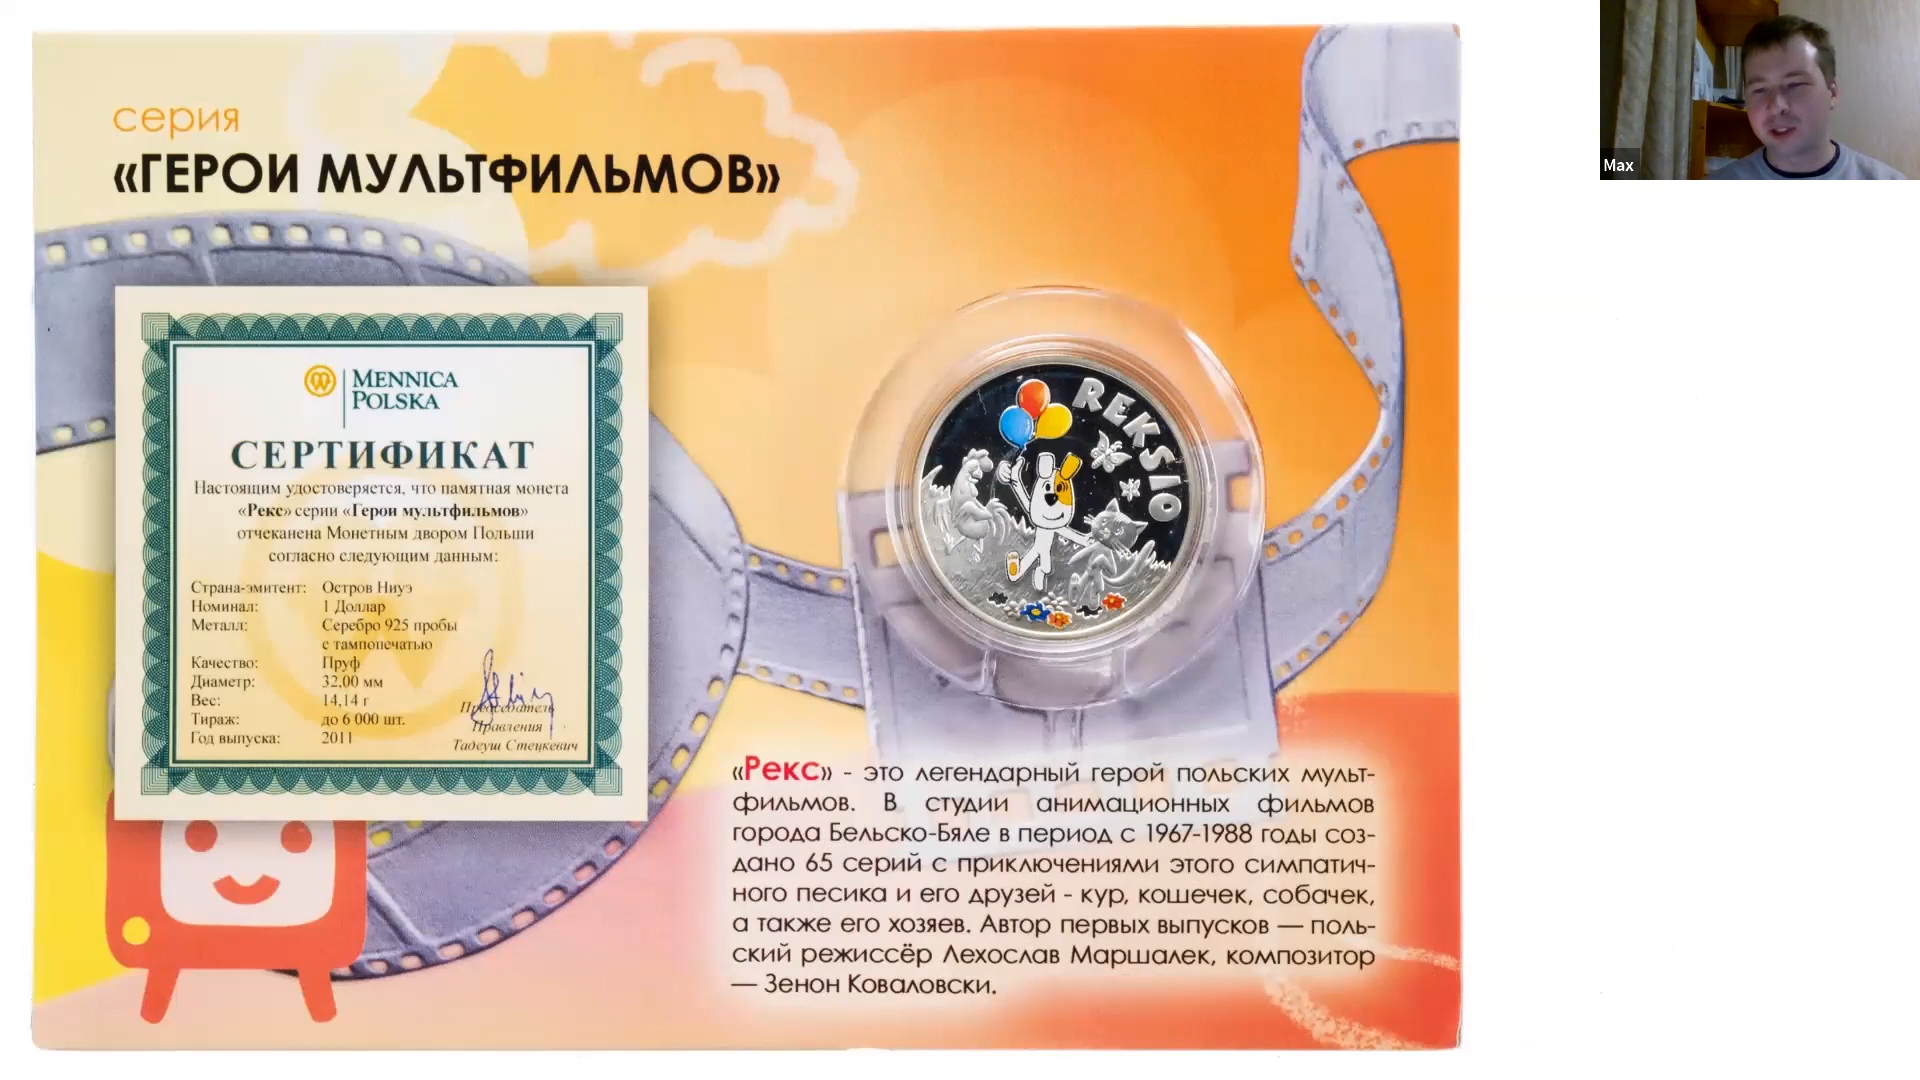 серия
«ГЕРОИ МУЛЬТФИЛЬМОВ»
MENNICA
POLSKA
СЕРТИФИКАТ
Настоящим удостоверяется, что памятная монета
«Рекс» серии «Герои мультфильмов»
отчеканена Монетным двором Польши
согласно следующим данным:
Страна-эмитент: Остров Ниуэ
Номинал: 1 Доллар
Металл: Серебро 925 пробы
с тампопечатью
Качество: Пруф
Диаметр: 32,00 мм
Вес: 14,14 г
Тираж: до 6 000 шт.
Год выпуска: 2011
Председатель
Правления
Тадеуш Стецкевич
REKSIO
«Рекс» - это легендарный герой польских мульт-
фильмов. В студии анимационных фильмов
города Бельско-Бяле в период с 1967-1988 годы соз-
дано 65 серий с приключениями этого симпатич-
ного песика и его друзей - кур, кошечек, собачек,
а также его хозяев. Автор первых выпусков — поль-
ский режиссёр Лехослав Маршалек, композитор
— Зенон Коваловски.
Max